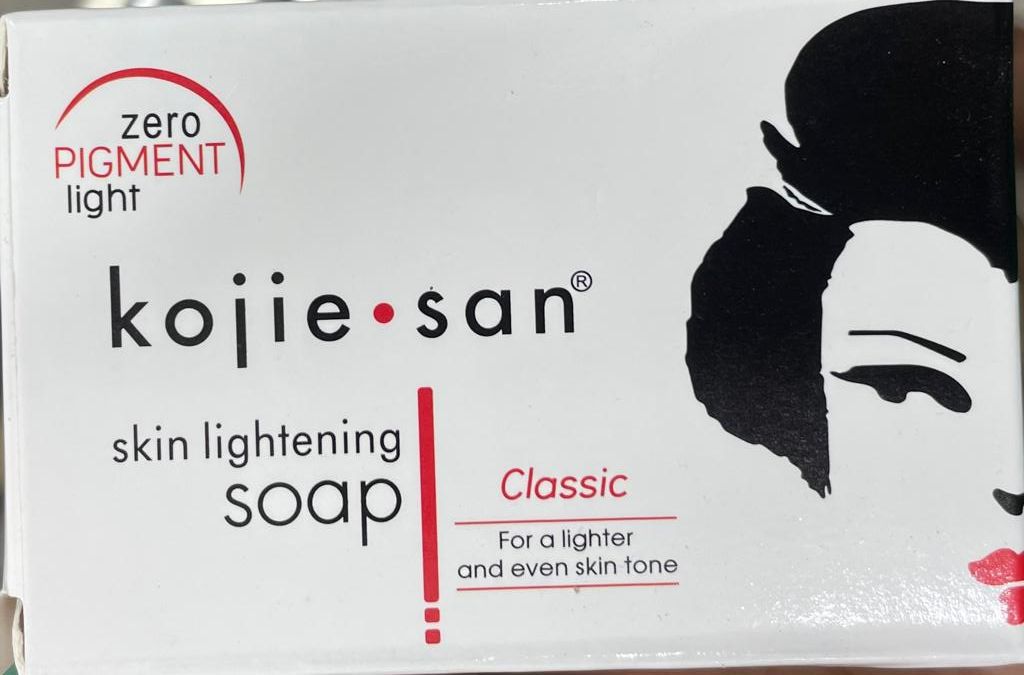 zero
PIGMENT
light
kojie•san®
skin lightening
soap
Classic
For a lighter
and even skin tone